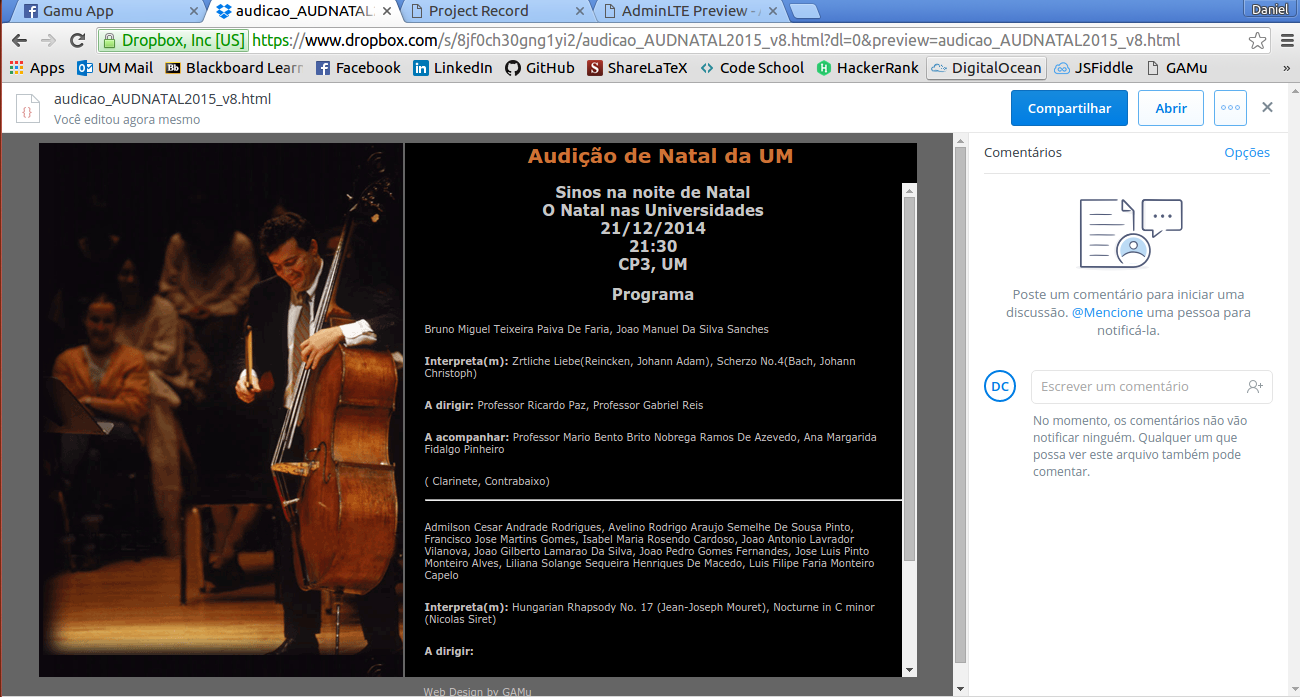 Gamu App
audicao_AUDNATAL2
Project Record
AdminLTE Preview -
Daniel
Dropbox, Inc [US] https://www.dropbox.com/s/8jf0ch30gng1yi2/audicao_AUDNATAL2015_v8.html?dl=0&preview=audicao_AUDNATAL2015_v8.html
Apps UM Mail Bb Blackboard Learn Facebook LinkedIn GitHub ShareLaTeX Code School HackerRank DigitalOcean JSFiddle GAMu »
audicao_AUDNATAL2015_v8.html
Você editou agora mesmo
Compartilhar
Abrir
Audição de Natal da UM
Sinos na noite de Natal
O Natal nas Universidades
21/12/2014
21:30
CP3, UM
Programa
Bruno Miguel Teixeira Paiva De Faria, Joao Manuel Da Silva Sanches
Interpreta(m): Zrtliche Liebe(Reincken, Johann Adam), Scherzo No.4(Bach, Johann
Christoph)
A dirigir: Professor Ricardo Paz, Professor Gabriel Reis
A acompanhar: Professor Mario Bento Brito Nobrega Ramos De Azevedo, Ana Margarida
Fidalgo Pinheiro
( Clarinete, Contrabaixo)
Admilson Cesar Andrade Rodrigues, Avelino Rodrigo Araujo Semelhe De Sousa Pinto,
Francisco Jose Martins Gomes, Isabel Maria Rosendo Cardoso, Joao Antonio Lavrador
Vilanova, Joao Gilberto Lamarao Da Silva, Joao Pedro Gomes Fernandes, Jose Luis Pinto
Monteiro Alves, Liliana Solange Sequeira Henriques De Macedo, Luis Filipe Faria Monteiro
Capelo
Interpreta(m): Hungarian Rhapsody No. 17 (Jean-Joseph Mouret), Nocturne in C minor
(Nicolas Siret)
A dirigir:
Web Design by GAMu
Comentários
Opções
Poste um comentário para iniciar uma
discussão. @Mencione uma pessoa para
notificá-la.
DC
Escrever um comentário
No momento, os comentários não vão
notificar ninguém. Qualquer um que
possa ver este arquivo também pode
comentar.